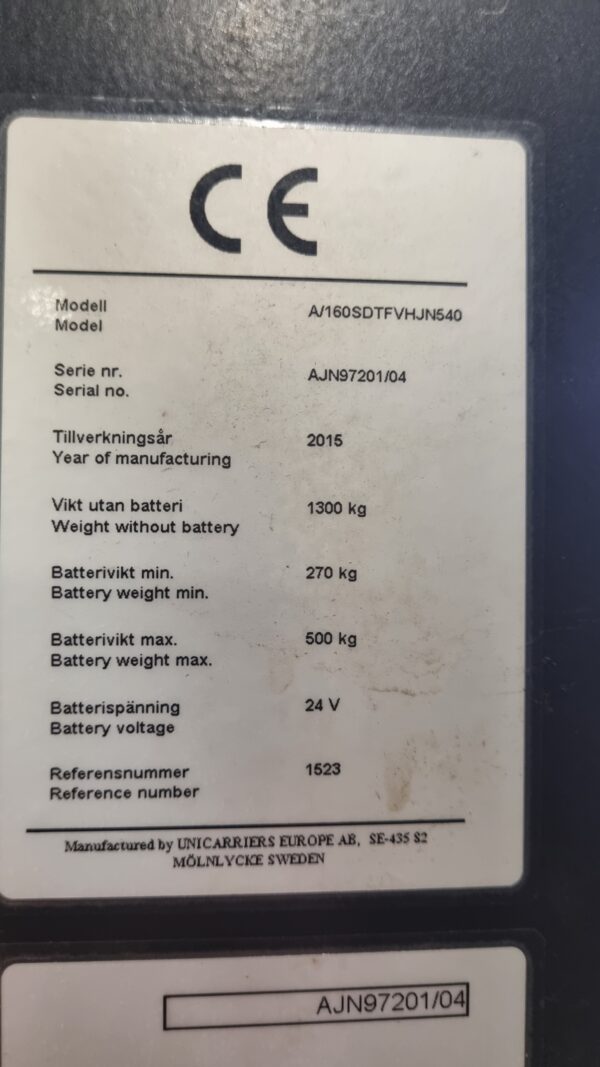 CE
Modell
Model
A/160SDTFVHJN540
Serie nr.
Serial no.
AJN97201/04
Tillverkningsår
Year of manufacturing
2015
Vikt utan batteri
Weight without battery
1300 kg
Batterivikt min.
Battery weight min.
270 kg
Batterivikt max.
Battery weight max.
500 kg
Batterispänning
Battery voltage
24 V
Referensnummer
Reference number
1523
Manufactured by UNICARRIERS EUROPE AB, SE-435 82
MÖLNLYCKE SWEDEN
AJN97201/04